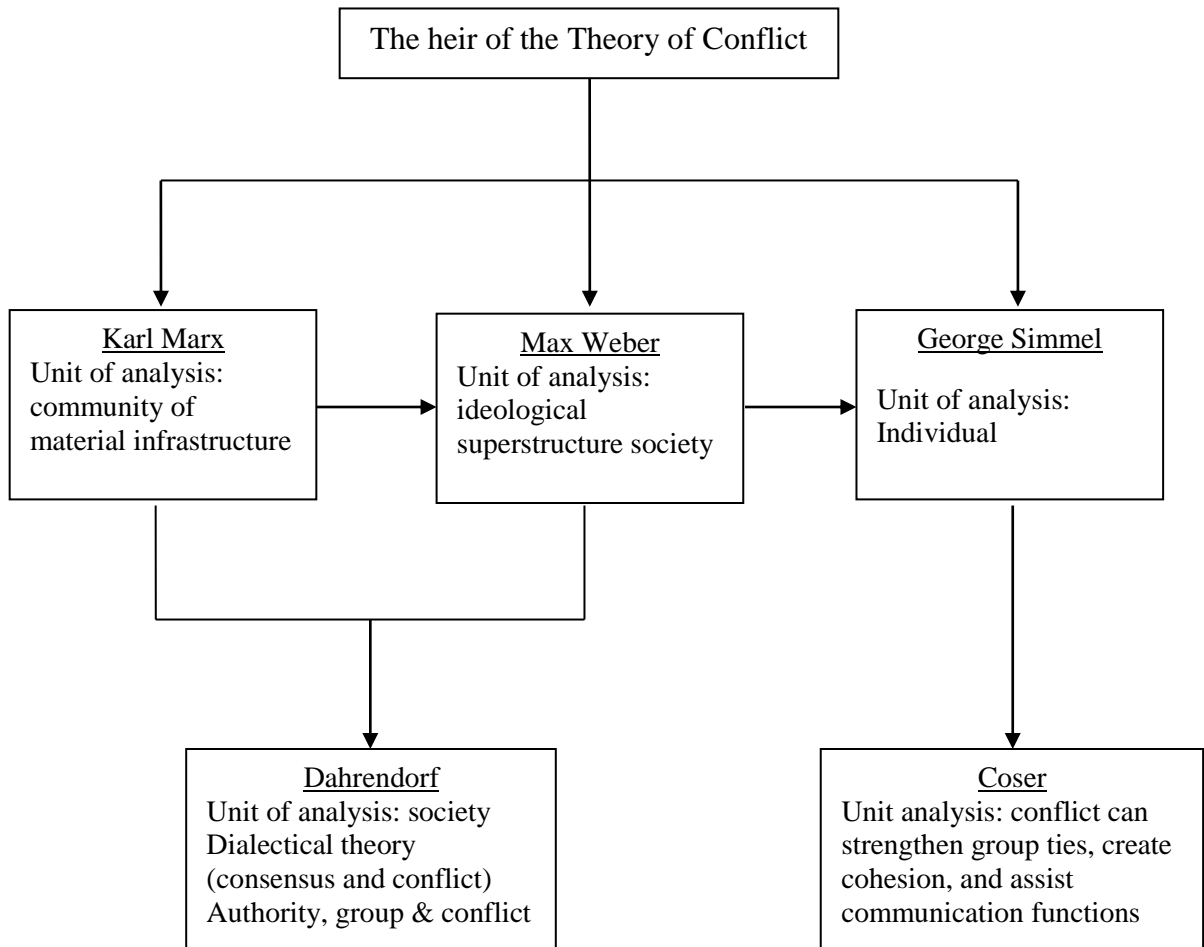 The heir of the Theory of Conflict
Karl Marx
Unit of analysis:
community of
material infrastructure
Max Weber
Unit of analysis:
ideological
superstructure society
George Simmel
Unit of analysis:
Individual
Dahrendorf
Unit of analysis: society
Dialectical theory
(consensus and conflict)
Authority, group & conflict
Coser
Unit analysis: conflict can
strengthen group ties, create
cohesion, and assist
communication functions